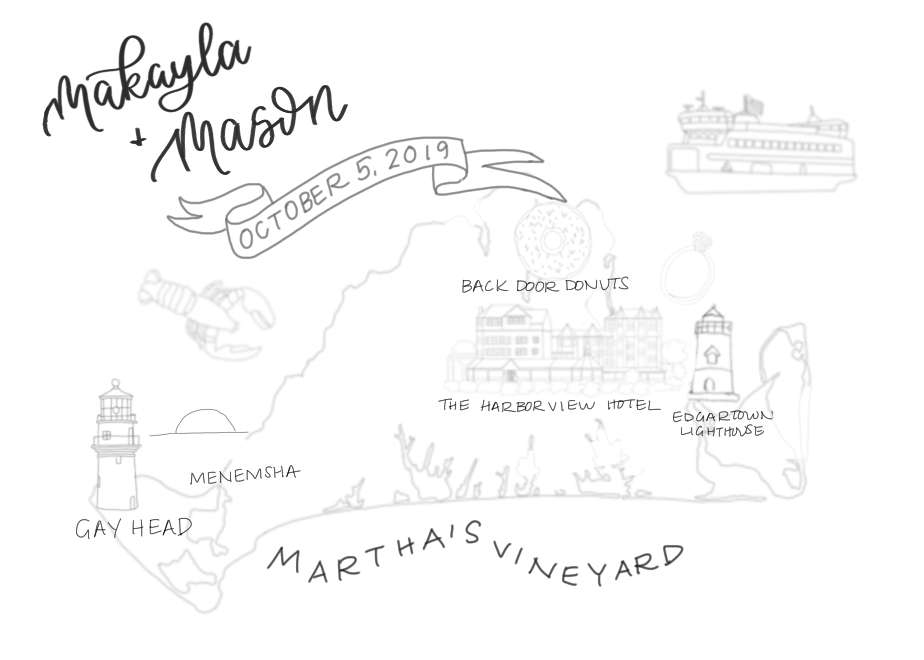 Makayla
+ Mason
OCTOBER 5, 2019
BACK DOOR DONUTS
THE HARBORVIEW HOTEL
EDGARTOWN
LIGHTHOUSE
MENEMSHA
GAY HEAD
MARTHA'S VINEYARD